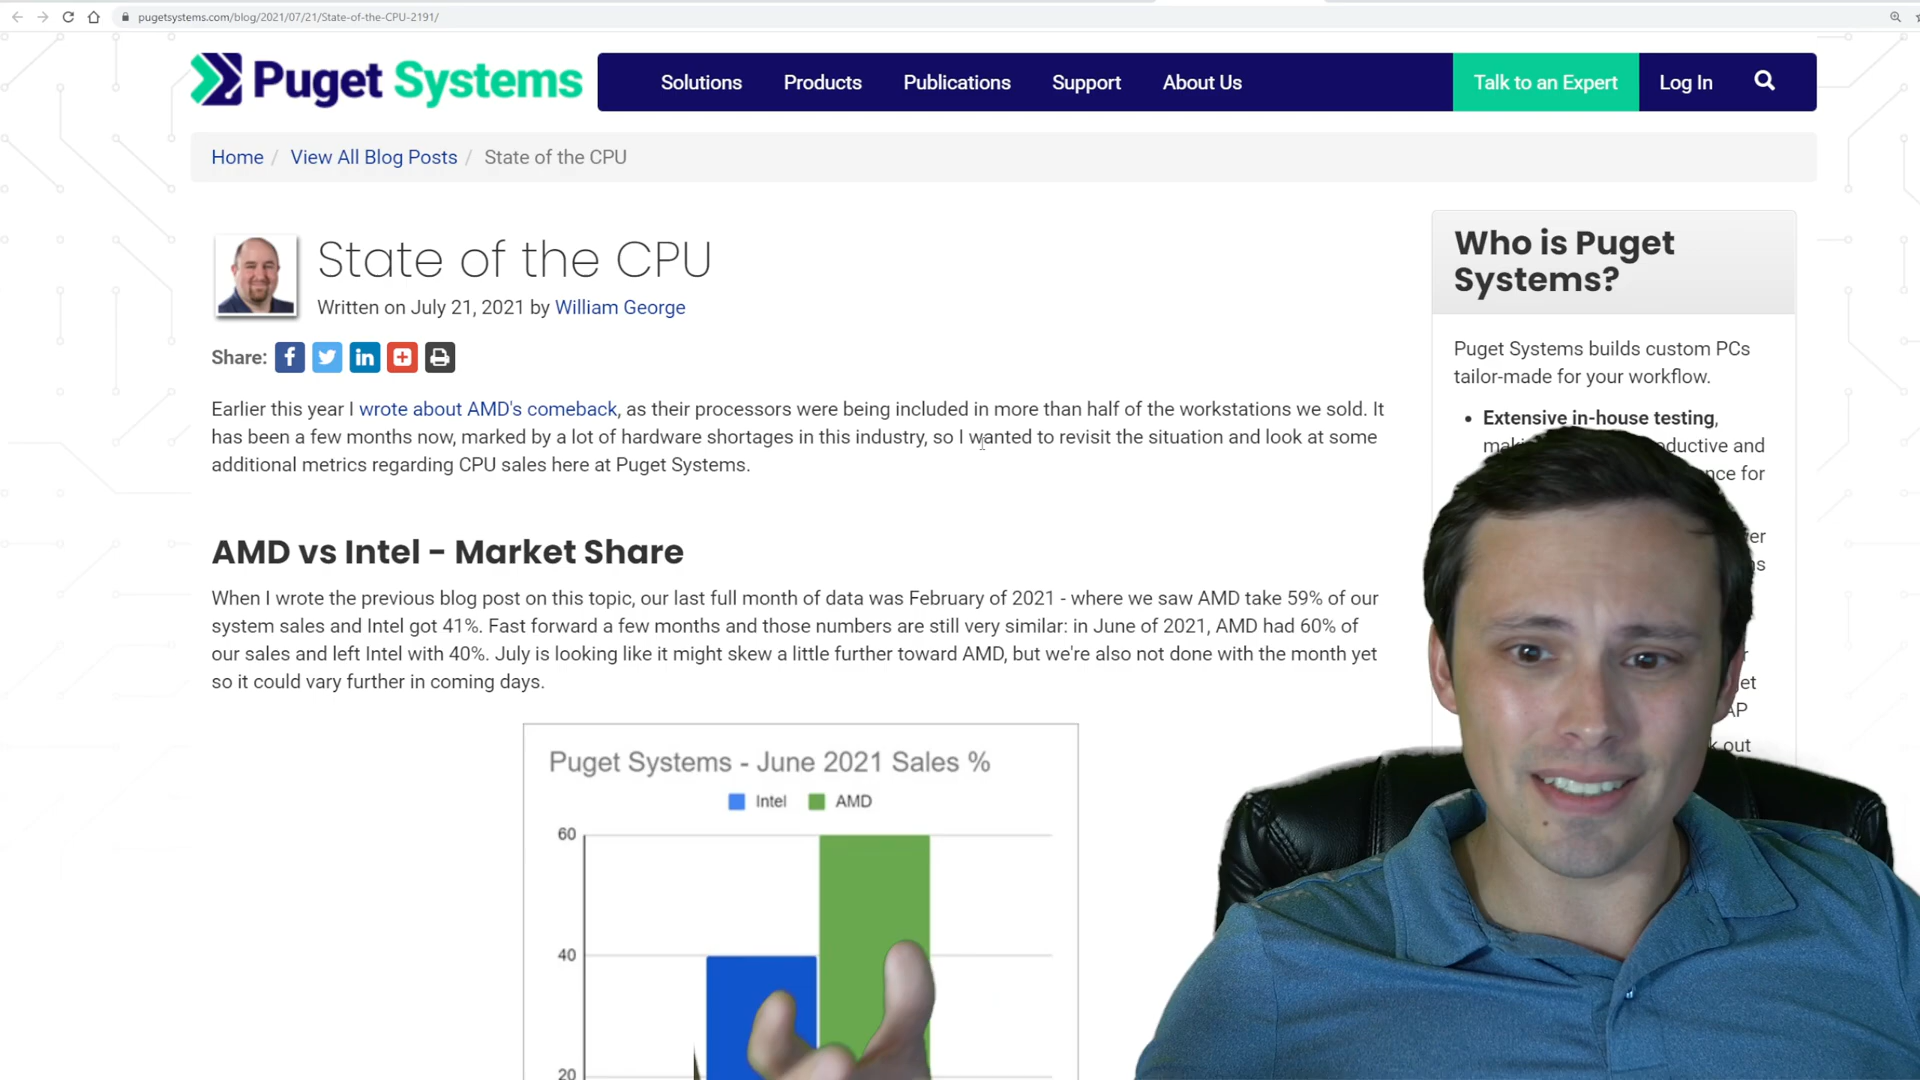 pugetsystems.com/blog/2021/07/21/State-of-the-CPU-2191/
Puget Systems
Solutions Products Publications Support About Us Talk to an Expert Log In
Home / View All Blog Posts / State of the CPU
State of the CPU
Written on July 21, 2021 by William George
Share:
Earlier this year I wrote about AMD's comeback, as their processors were being included in more than half of the workstations we sold. It
has been a few months now, marked by a lot of hardware shortages in this industry, so I wanted to revisit the situation and look at some
additional metrics regarding CPU sales here at Puget Systems.
AMD vs Intel - Market Share
When I wrote the previous blog post on this topic, our last full month of data was February of 2021 - where we saw AMD take 59% of our
system sales and Intel got 41%. Fast forward a few months and those numbers are still very similar: in June of 2021, AMD had 60% of
our sales and left Intel with 40%. July is looking like it might skew a little further toward AMD, but we're also not done with the month yet
so it could vary further in coming days.
Puget Systems - June 2021 Sales %
Intel AMD
60
40
20
Who is Puget
Systems?
Puget Systems builds custom PCs
tailor-made for your workflow.
• Extensive in-house testing,
and
for
out